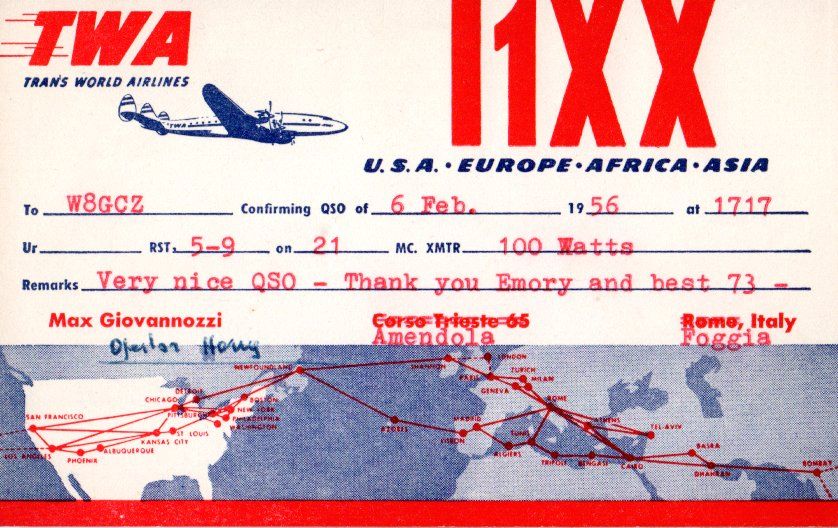 TWA
TRANS WORLD AIRLINES
TWA
I1XX
U.S.A. • EUROPE • AFRICA • ASIA
To W8GCZ Confirming QSO of 6 Feb. 1956 at 1717
Ur RST, 5-9 on 21 MC. XMTR 100 Watts
Remarks Very nice QSO - Thank you Emory and best 73 -
Max Giovannozzi Corso Trieste 65 Rome, Italy
Amendola Foggia
NEWFOUNDLAND
SHANNON
LONDON
PARIS
ZURICH
MILAN
GENEVA
DETROIT
CHICAGO
BOSTON
ROME
NEW YORK
PITTSBURGH
PHILADELPHIA
WASHINGTON
SAN FRANCISCO
ST LOUIS
KANSAS CITY
LOS ANGELES
PHOENIX
ALBUQUERQUE
AZORES
MADRID
LISBON
ATHENS
TEL-AVIV
TUNIS
ALGIERS
TRIPOLI
BENGASI
CAIRO
BASRA
DHAHRAN
BOMBAY